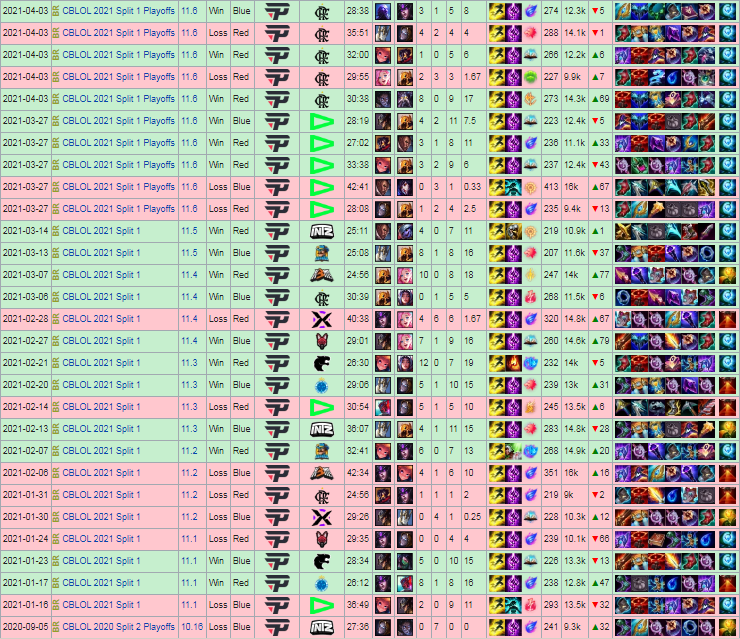 2021-04-03 CBLOL 2021 Split 1 Playoffs 11.6 Win Blue 28:38 3 1 5 8 274 12.3k ▼5
2021-04-03 CBLOL 2021 Split 1 Playoffs 11.6 Loss Red 35:51 4 2 4 4 288 14.1k ▼1
2021-04-03 CBLOL 2021 Split 1 Playoffs 11.6 Win Blue 32:00 1 0 5 6 266 12.2k ▲6
2021-04-03 CBLOL 2021 Split 1 Playoffs 11.6 Loss Red 29:55 2 3 3 1.67 227 9.9k ▲7
2021-04-03 CBLOL 2021 Split 1 Playoffs 11.6 Win Red 30:38 8 0 9 17 273 14.3k ▲69
2021-03-27 CBLOL 2021 Split 1 Playoffs 11.6 Win Blue 28:19 4 2 11 7.5 224 12.4k ▼5
2021-03-27 CBLOL 2021 Split 1 Playoffs 11.6 Win Red 27:02 3 1 8 11 236 11.1k ▲33
2021-03-27 CBLOL 2021 Split 1 Playoffs 11.6 Win Red 33:38 3 2 9 6 237 12.4k ▼43
2021-03-27 CBLOL 2021 Split 1 Playoffs 11.6 Loss Blue 42:41 0 3 1 0.33 413 16k ▲67
2021-03-27 CBLOL 2021 Split 1 Playoffs 11.6 Loss Red 28:08 1 2 4 2.5 235 9.4k ▼13
2021-03-14 CBLOL 2021 Split 1 11.5 Win Red INTZ 25:11 4 0 7 11 219 10.9k ▲1
2021-03-13 CBLOL 2021 Split 1 11.5 Win Blue 25:08 8 1 8 16 207 11.6k ▼37
2021-03-07 CBLOL 2021 Split 1 11.4 Win Red 24:56 10 0 8 18 247 14k ▲77
2021-03-06 CBLOL 2021 Split 1 11.4 Win Blue 30:39 0 1 5 5 268 11.5k ▼6
2021-02-28 CBLOL 2021 Split 1 11.4 Loss Red 40:38 4 6 6 1.67 320 14.8k ▲67
2021-02-27 CBLOL 2021 Split 1 11.4 Win Blue 29:01 7 1 9 16 260 14.6k ▲79
2021-02-21 CBLOL 2021 Split 1 11.3 Win Red 26:30 12 0 7 19 232 14k ▼5
2021-02-20 CBLOL 2021 Split 1 11.3 Win Blue 29:06 5 1 10 15 239 13k ▲31
2021-02-14 CBLOL 2021 Split 1 11.3 Loss Red 30:54 5 1 5 10 245 13.5k ▲6
2021-02-13 CBLOL 2021 Split 1 11.3 Win Blue INTZ 36:07 4 1 11 15 283 14.8k ▼28
2021-02-07 CBLOL 2021 Split 1 11.2 Win Blue 32:41 6 0 7 13 268 14.9k ▲20
2021-02-06 CBLOL 2021 Split 1 11.2 Loss Blue 42:34 4 1 6 10 351 16k ▲16
2021-01-31 CBLOL 2021 Split 1 11.2 Loss Red 24:56 1 1 1 2 219 9k ▼2
2021-01-30 CBLOL 2021 Split 1 11.2 Loss Blue 29:26 0 4 1 0.25 228 10.3k ▲12
2021-01-24 CBLOL 2021 Split 1 11.1 Loss Red 29:35 0 0 4 4 239 10.1k ▼66
2021-01-23 CBLOL 2021 Split 1 11.1 Win Blue 28:34 5 0 10 15 226 13.3k ▼13
2021-01-17 CBLOL 2021 Split 1 11.1 Win Red 26:12 8 1 8 16 238 12.8k ▲47
2021-01-16 CBLOL 2021 Split 1 11.1 Loss Blue 36:49 2 0 9 11 293 13.5k ▼32
2020-09-05 CBLOL 2020 Split 2 Playoffs 10.16 Loss Blue INTZ 27:36 0 7 0 0 241 9.3k ▲32